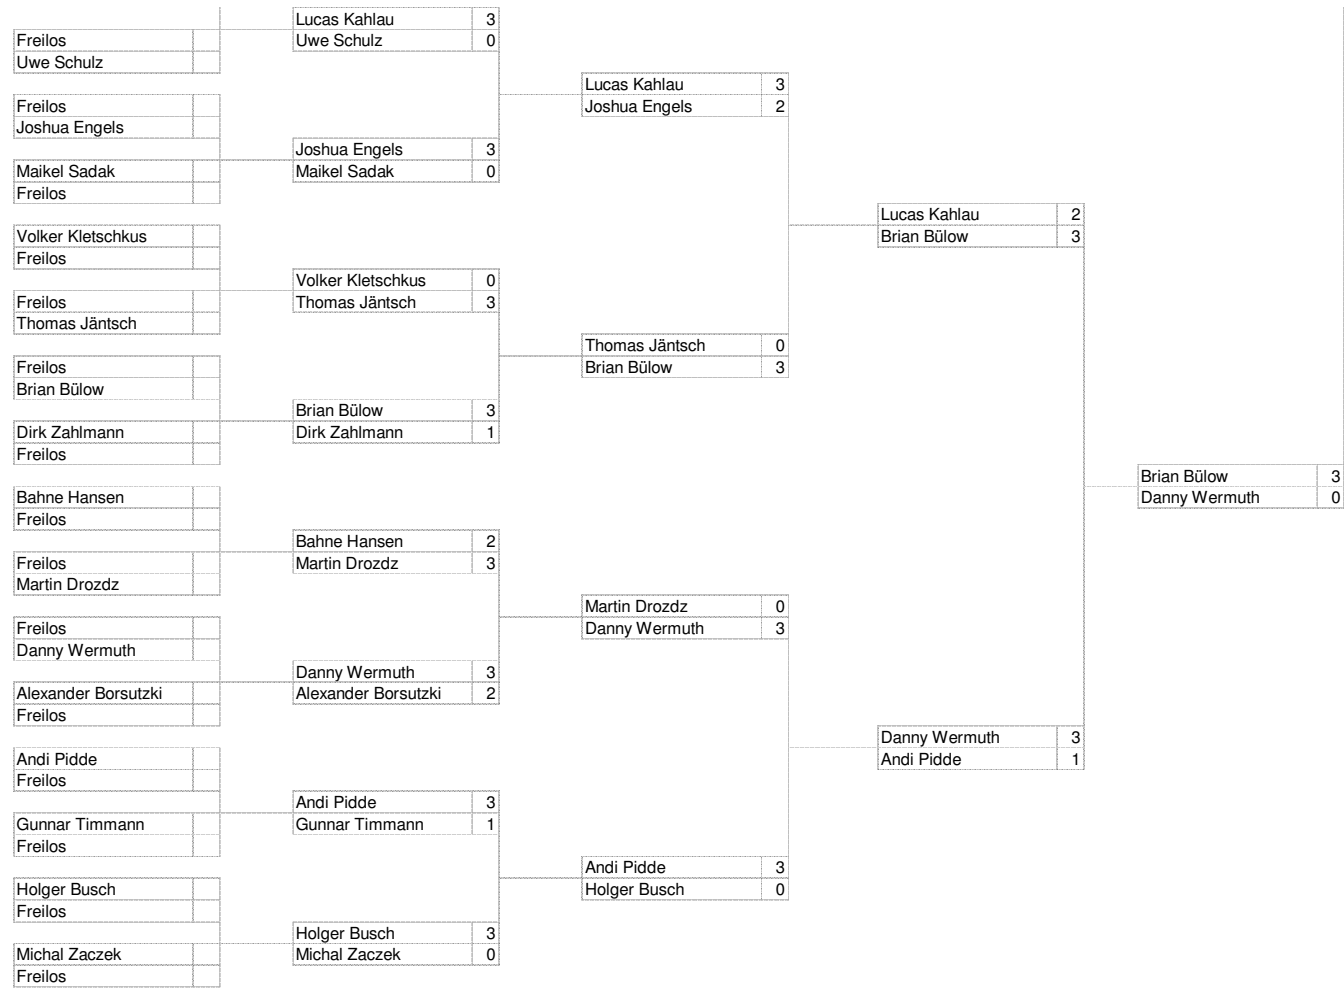 Lucas Kahlau 3
Freilos Uwe Schulz 0
Uwe Schulz
Lucas Kahlau 3
Freilos Joshua Engels 2
Joshua Engels
Joshua Engels 3
Maikel Sadak Maikel Sadak 0
Freilos
Lucas Kahlau 2
Volker Kletschkus Brian Bülow 3
Freilos
Volker Kletschkus 0
Freilos Thomas Jäntsch 3
Thomas Jäntsch
Thomas Jäntsch 0
Freilos Brian Bülow 3
Brian Bülow
Brian Bülow 3
Dirk Zahlmann Dirk Zahlmann 1
Freilos
Brian Bülow 3
Bahne Hansen Danny Wermuth 0
Freilos
Bahne Hansen 2
Freilos Martin Drozdz 3
Martin Drozdz
Martin Drozdz 0
Freilos Danny Wermuth 3
Danny Wermuth
Danny Wermuth 3
Alexander Borsutzki Alexander Borsutzki 2
Freilos
Danny Wermuth 3
Andi Pidde Andi Pidde 1
Freilos
Andi Pidde 3
Gunnar Timmann Gunnar Timmann 1
Freilos
Andi Pidde 3
Holger Busch Holger Busch 0
Freilos
Holger Busch 3
Michal Zaczek Michal Zaczek 0
Freilos